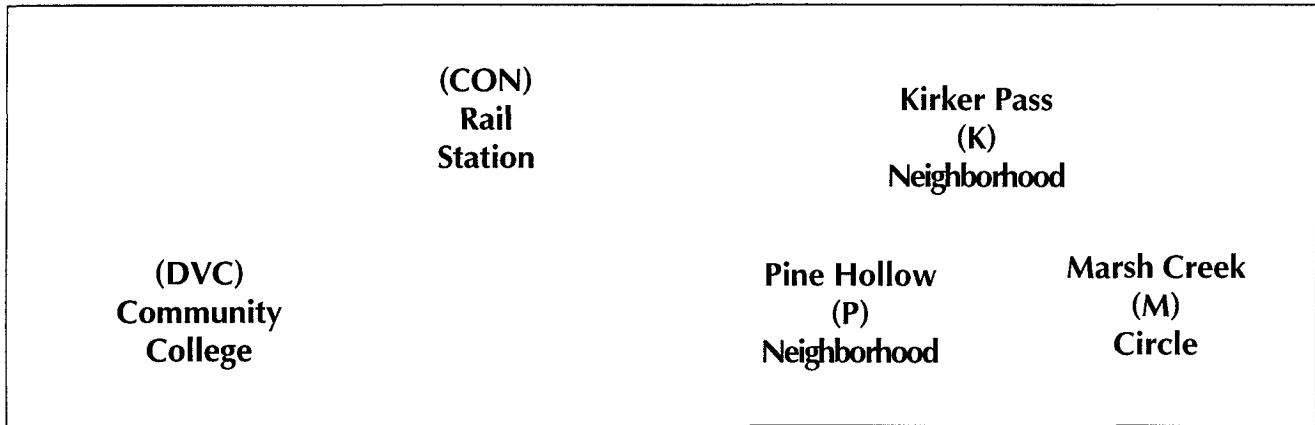 (CON)
Rail
Station
Kirker Pass
(K)
Neighborhood
(DVC)
Community
College
Pine Hollow
(P)
Neighborhood
Marsh Creek
(M)
Circle